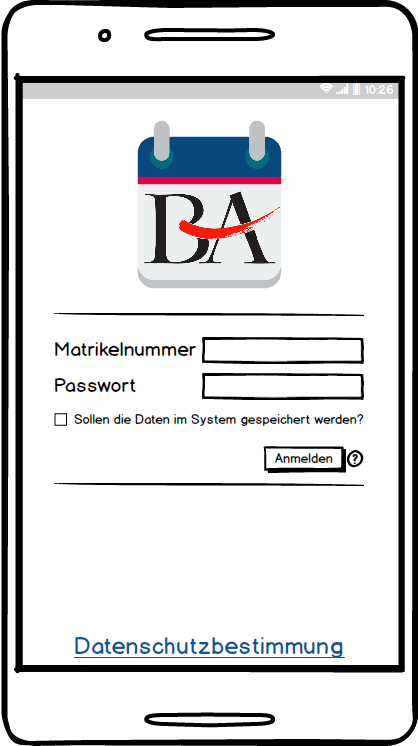 10:26
BA
Matrikelnummer
Passwort
Sollen die Daten im System gespeichert werden?
Anmelden ?
Datenschutzbestimmung